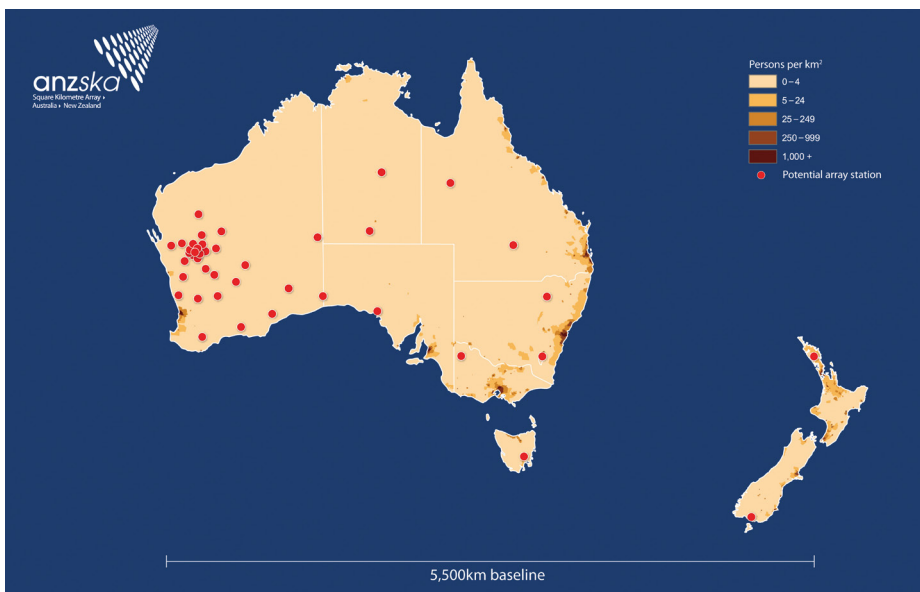 anzska
Square Kilometre Array ›
Australia › New Zealand
Persons per km²
0–4
5–24
25–249
250–999
1,000 +
Potential array station
5,500km baseline